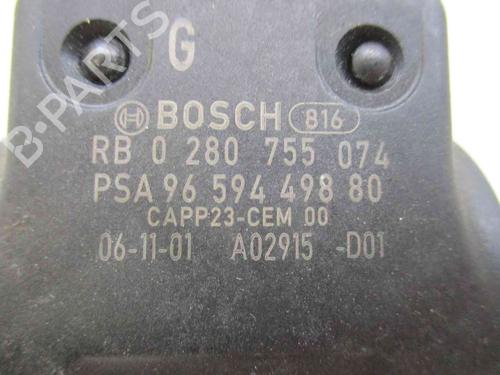 G
BOSCH 816
RB 0 280 755 074
PSA 96 594 498 80
CAPP23-CEM 00
06-11-01 A02915 -D01
B-PARTS